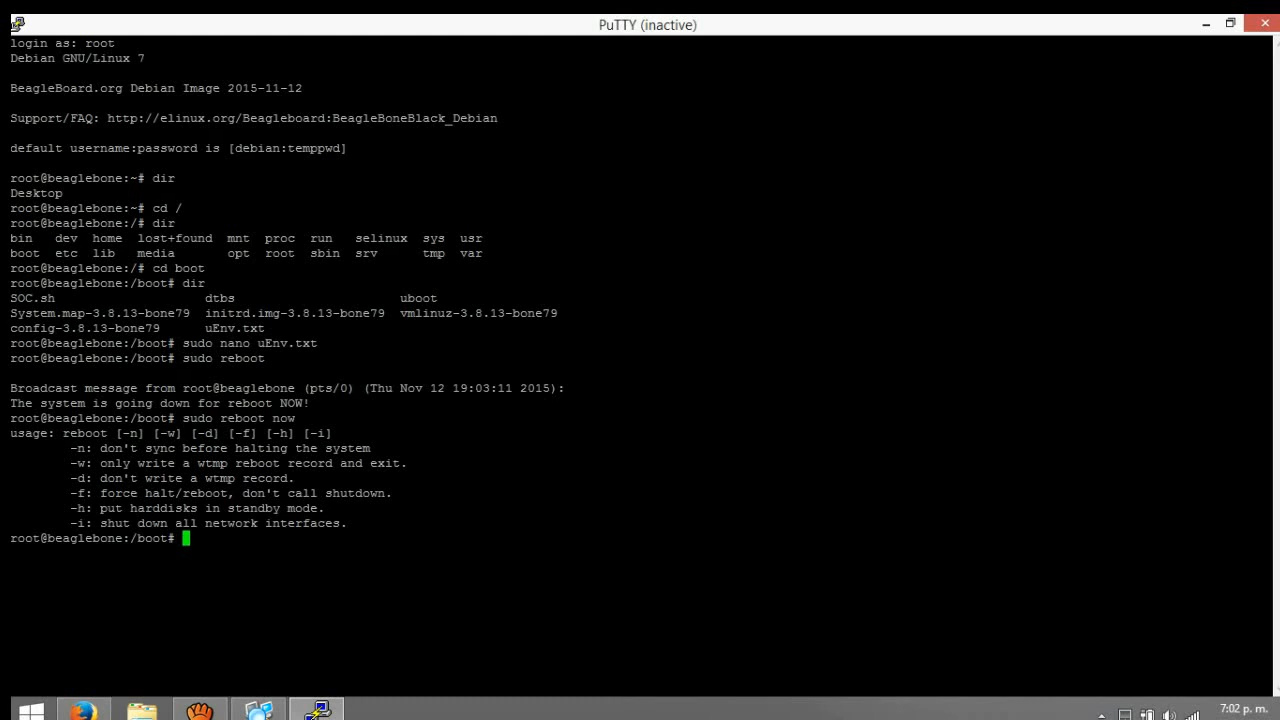 PuTTY (inactive)
login as: root
Debian GNU/Linux 7
BeagleBoard.org Debian Image 2015-11-12
Support/FAQ: http://elinux.org/Beagleboard:BeagleBoneBlack_Debian
default username:password is [debian:temppwd]
root@beaglebone:~# dir
Desktop
root@beaglebone:~# cd /
root@beaglebone:/# dir
bin dev home lost+found mnt proc run selinux sys usr
boot etc lib media opt root sbin srv tmp var
root@beaglebone:/# cd boot
root@beaglebone:/boot# dir
SOC.sh dtbs uboot
System.map-3.8.13-bone79 initrd.img-3.8.13-bone79 vmlinuz-3.8.13-bone79
config-3.8.13-bone79 uEnv.txt
root@beaglebone:/boot# sudo nano uEnv.txt
root@beaglebone:/boot# sudo reboot
Broadcast message from root@beaglebone (pts/0) (Thu Nov 12 19:03:11 2015):
The system is going down for reboot NOW!
root@beaglebone:/boot# sudo reboot now
usage: reboot [-n] [-w] [-d] [-f] [-h] [-i]
-n: don't sync before halting the system
-w: only write a wtmp reboot record and exit.
-d: don't write a wtmp record.
-f: force halt/reboot, don't call shutdown.
-h: put harddisks in standby mode.
-i: shut down all network interfaces.
root@beaglebone:/boot#
7:02 p. m.